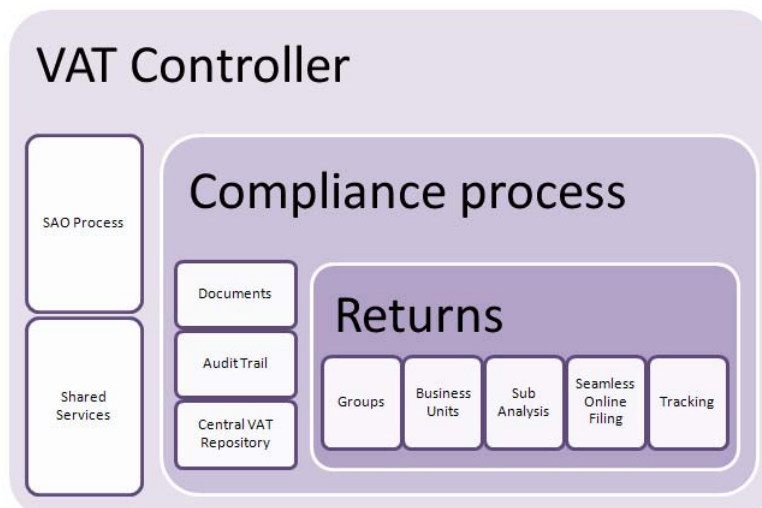 VAT Controller
SAO Process
Shared
Services
Compliance process
Documents
Audit Trail
Central VAT
Repository
Returns
Groups
Business
Units
Sub
Analysis
Seamless
Online
Filing
Tracking